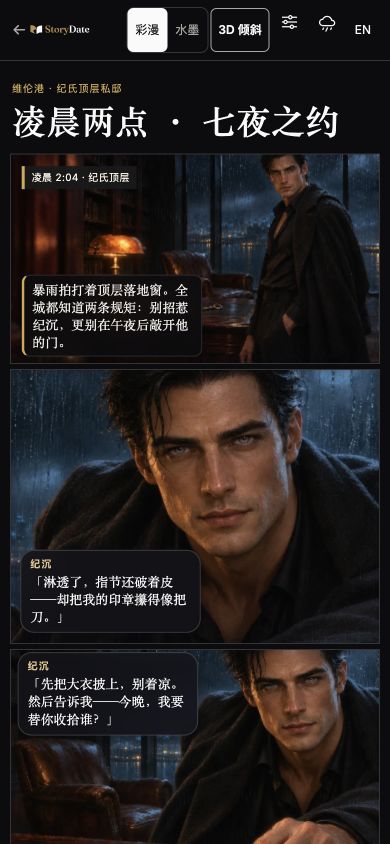 StoryDate
彩漫
水墨
3D 倾斜
EN
维伦港 · 纪氏顶层私邸
凌晨两点 · 七夜之约
凌晨 2:04 · 纪氏顶层
暴雨拍打着顶层落地窗。全
城都知道两条规矩：别招惹
纪沉，更别在午夜后敲开他
的门。
纪沉
「淋透了，指节还破着皮
——却把我的印章攥得像把
刀。」
纪沉
「先把大衣披上，别着凉。
然后告诉我——今晚，我要
替你收拾谁？」